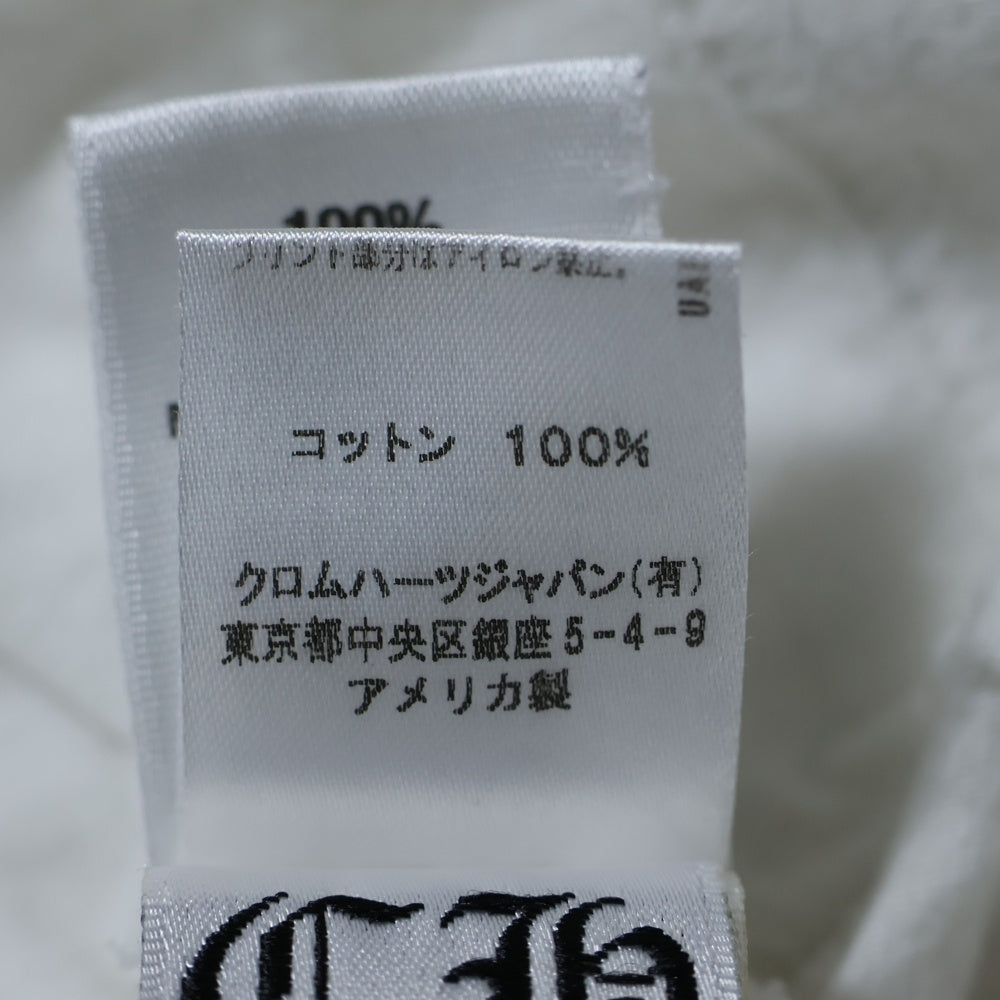 100%
プリント部分はアイロン禁止。
コットン 100%
クロムハーツジャパン(有)
東京都中央区銀座5-4-9
アメリカ製
Ch